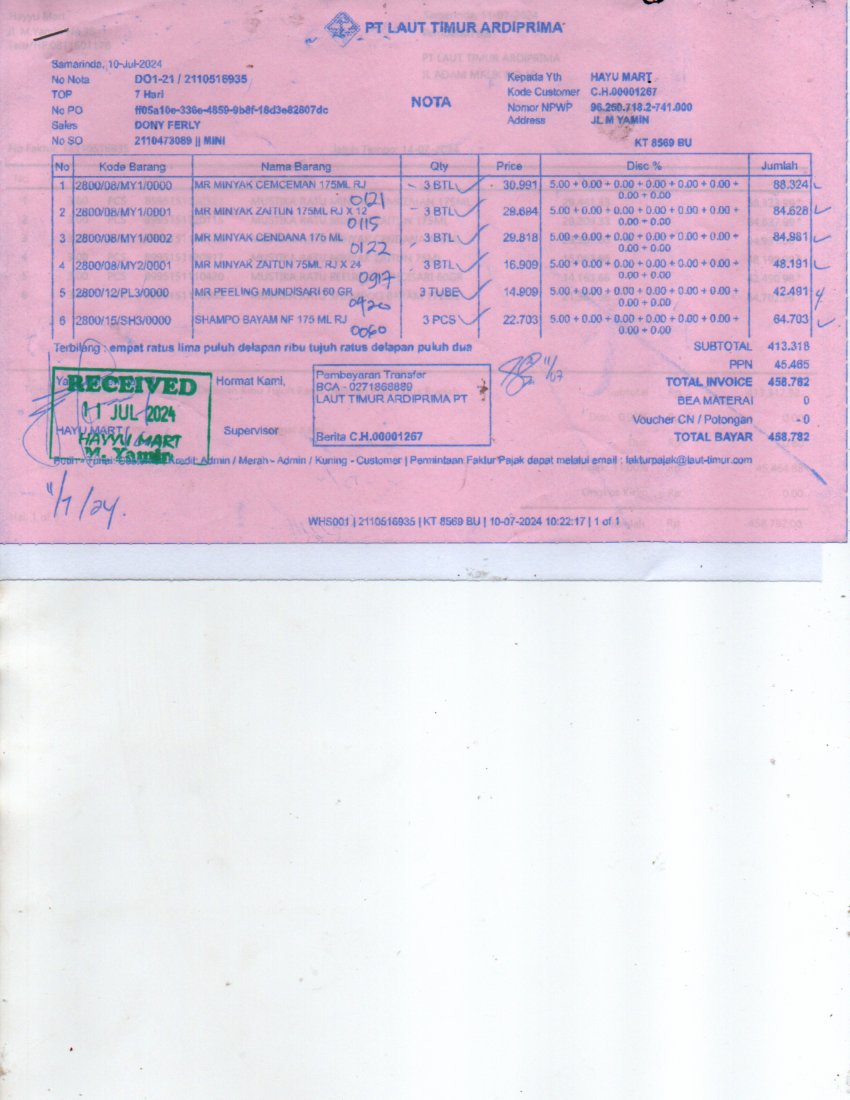 PT LAUT TIMUR ARDIPRIMA
Samarinda, 10-Jul-2024
No Nota DO1-21 / 2110516935
TOP 7 Hari
No PO ff05a10e-336e-4859-9b8f-16d3e82607dc
Sales DONY FERLY
No SO 2110473089 || MINI
NOTA
Kepada Yth HAYU MART
Kode Customer C.H.00001267
Nomor NPWP 96.250.718.2-741.000
Address JL M YAMIN
KT 8569 BU
No Kode Barang Nama Barang Qty Price Disc % Jumlah
1 2800/08/MY1/0000 MR MINYAK CEMCEMAN 175ML RJ 3 BTL 30.991 5.00 + 0.00 + 0.00 + 0.00 + 0.00 + 0.00 + 88.324
0.00 + 0.00
0121
2 2800/08/MY1/0001 MR MINYAK ZAITUN 175ML RJ X 12 3 BTL 29.694 5.00 + 0.00 + 0.00 + 0.00 + 0.00 + 0.00 + 84.628
0.00 + 0.00
0115
3 2800/08/MY1/0002 MR MINYAK CENDANA 175 ML 3 BTL 29.818 5.00 + 0.00 + 0.00 + 0.00 + 0.00 + 0.00 + 84.981
0.00 + 0.00
0122
4 2800/08/MY2/0001 MR MINYAK ZAITUN 75ML RJ X 24 3 BTL 16.909 5.00 + 0.00 + 0.00 + 0.00 + 0.00 + 0.00 + 48.191
0.00 + 0.00
0917
5 2800/12/PL3/0000 MR PEELING MUNDISARI 60 GR 3 TUBE 14.909 5.00 + 0.00 + 0.00 + 0.00 + 0.00 + 0.00 + 42.491
0.00 + 0.00
0920
6 2800/15/SH3/0000 SHAMPO BAYAM NF 175 ML RJ 3 PCS 22.703 5.00 + 0.00 + 0.00 + 0.00 + 0.00 + 0.00 + 64.703
0.00 + 0.00
0060
Terbilang : empat ratus lima puluh delapan ribu tujuh ratus delapan puluh dua
SUBTOTAL 413.318
PPN 45.465
TOTAL INVOICE 458.782
BEA MATERAI 0
Voucher CN / Potongan - 0
TOTAL BAYAR 458.782
RECEIVED
11 JUL 2024
HAYYU MART
M. Yamin
HAYU MART
Hormat Kami,
Supervisor
Pembayaran Transfer
BCA - 0271868889
LAUT TIMUR ARDIPRIMA PT
Berita C.H.00001267
11/07
Kredit Admin / Merah - Admin / Kuning - Customer | Permintaan Faktur Pajak dapat melalui email : fakturpajak@laut-timur.com
11/7/24.
WHS001 | 2110516935 | KT 8569 BU | 10-07-2024 10:22:17 | 1 of 1